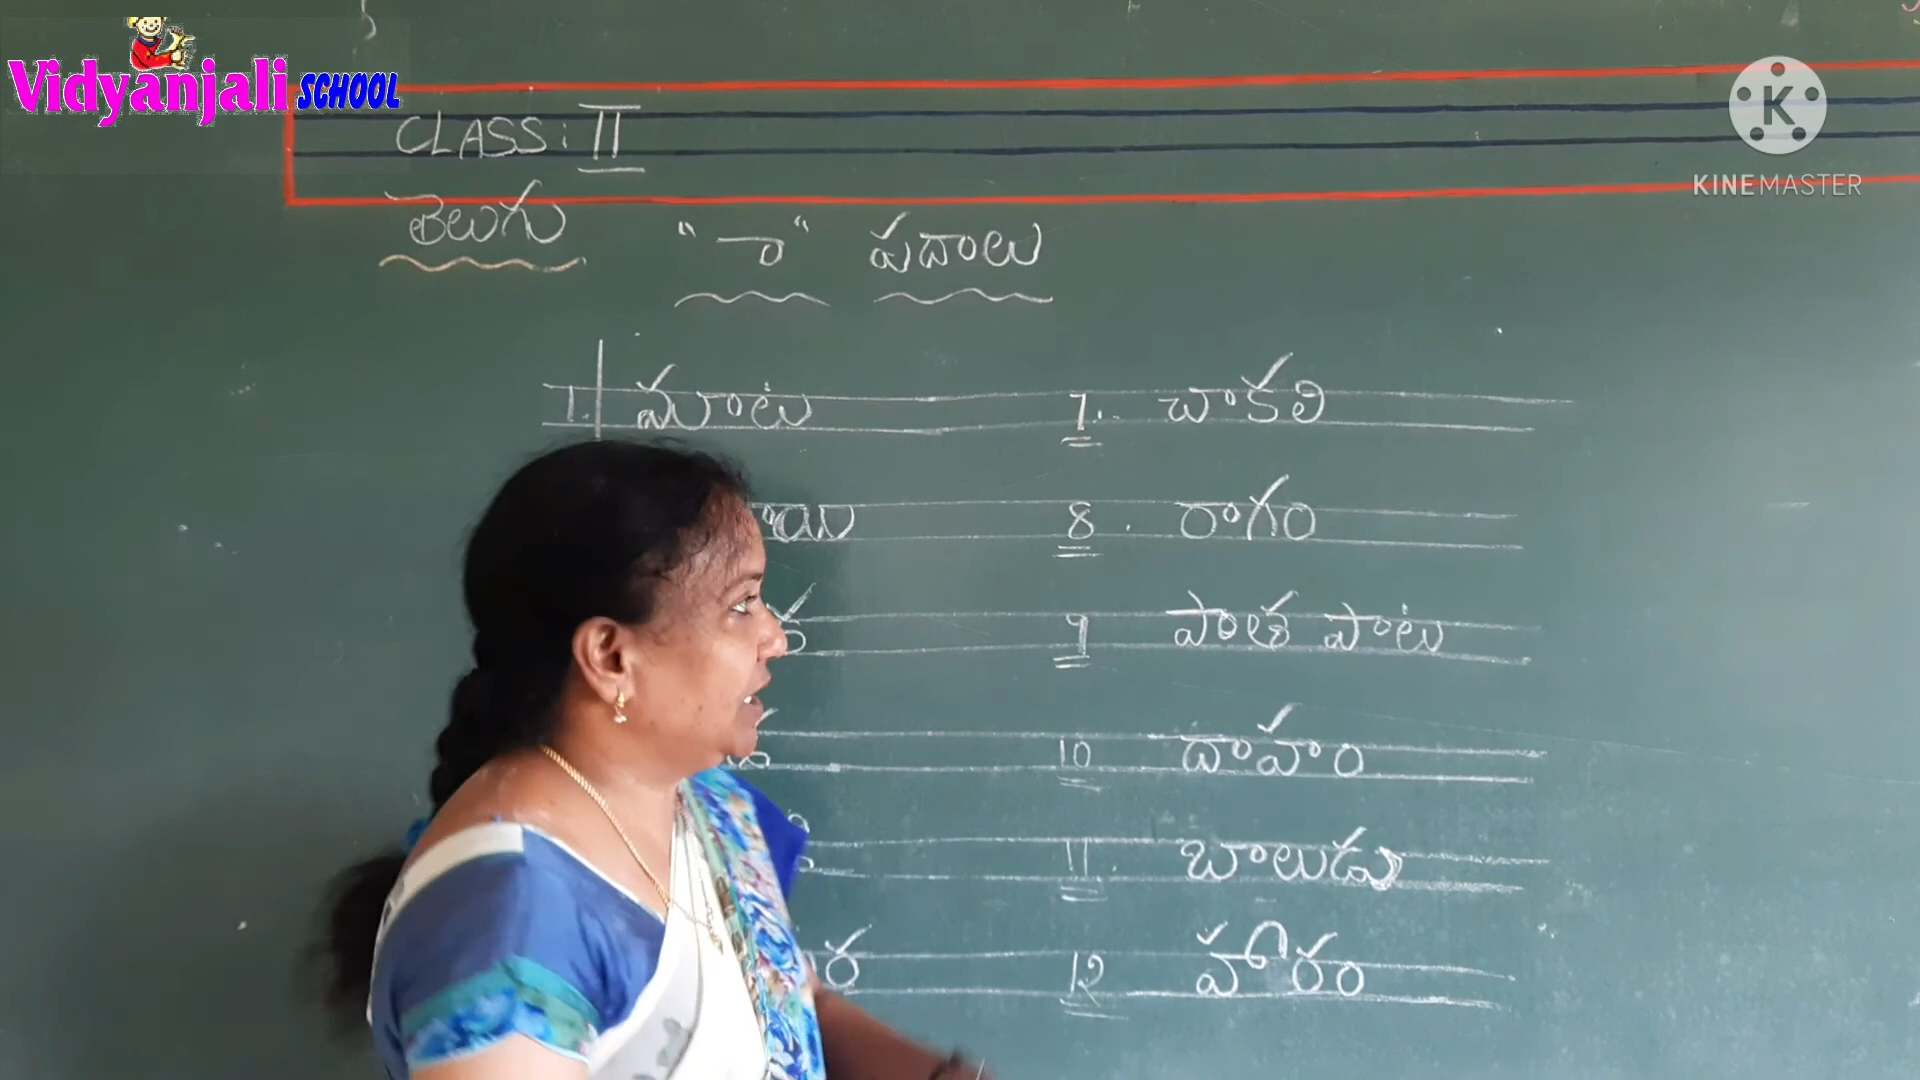 Vidyanjali SCHOOL
KINEMASTER
CLASS: II
తెలుగు
"ా" పదాలు
1. మాట
7. చాకలి
8. రాగం
9 పాత పాట
10 దాహం
11. బాలుడు
12 హారం